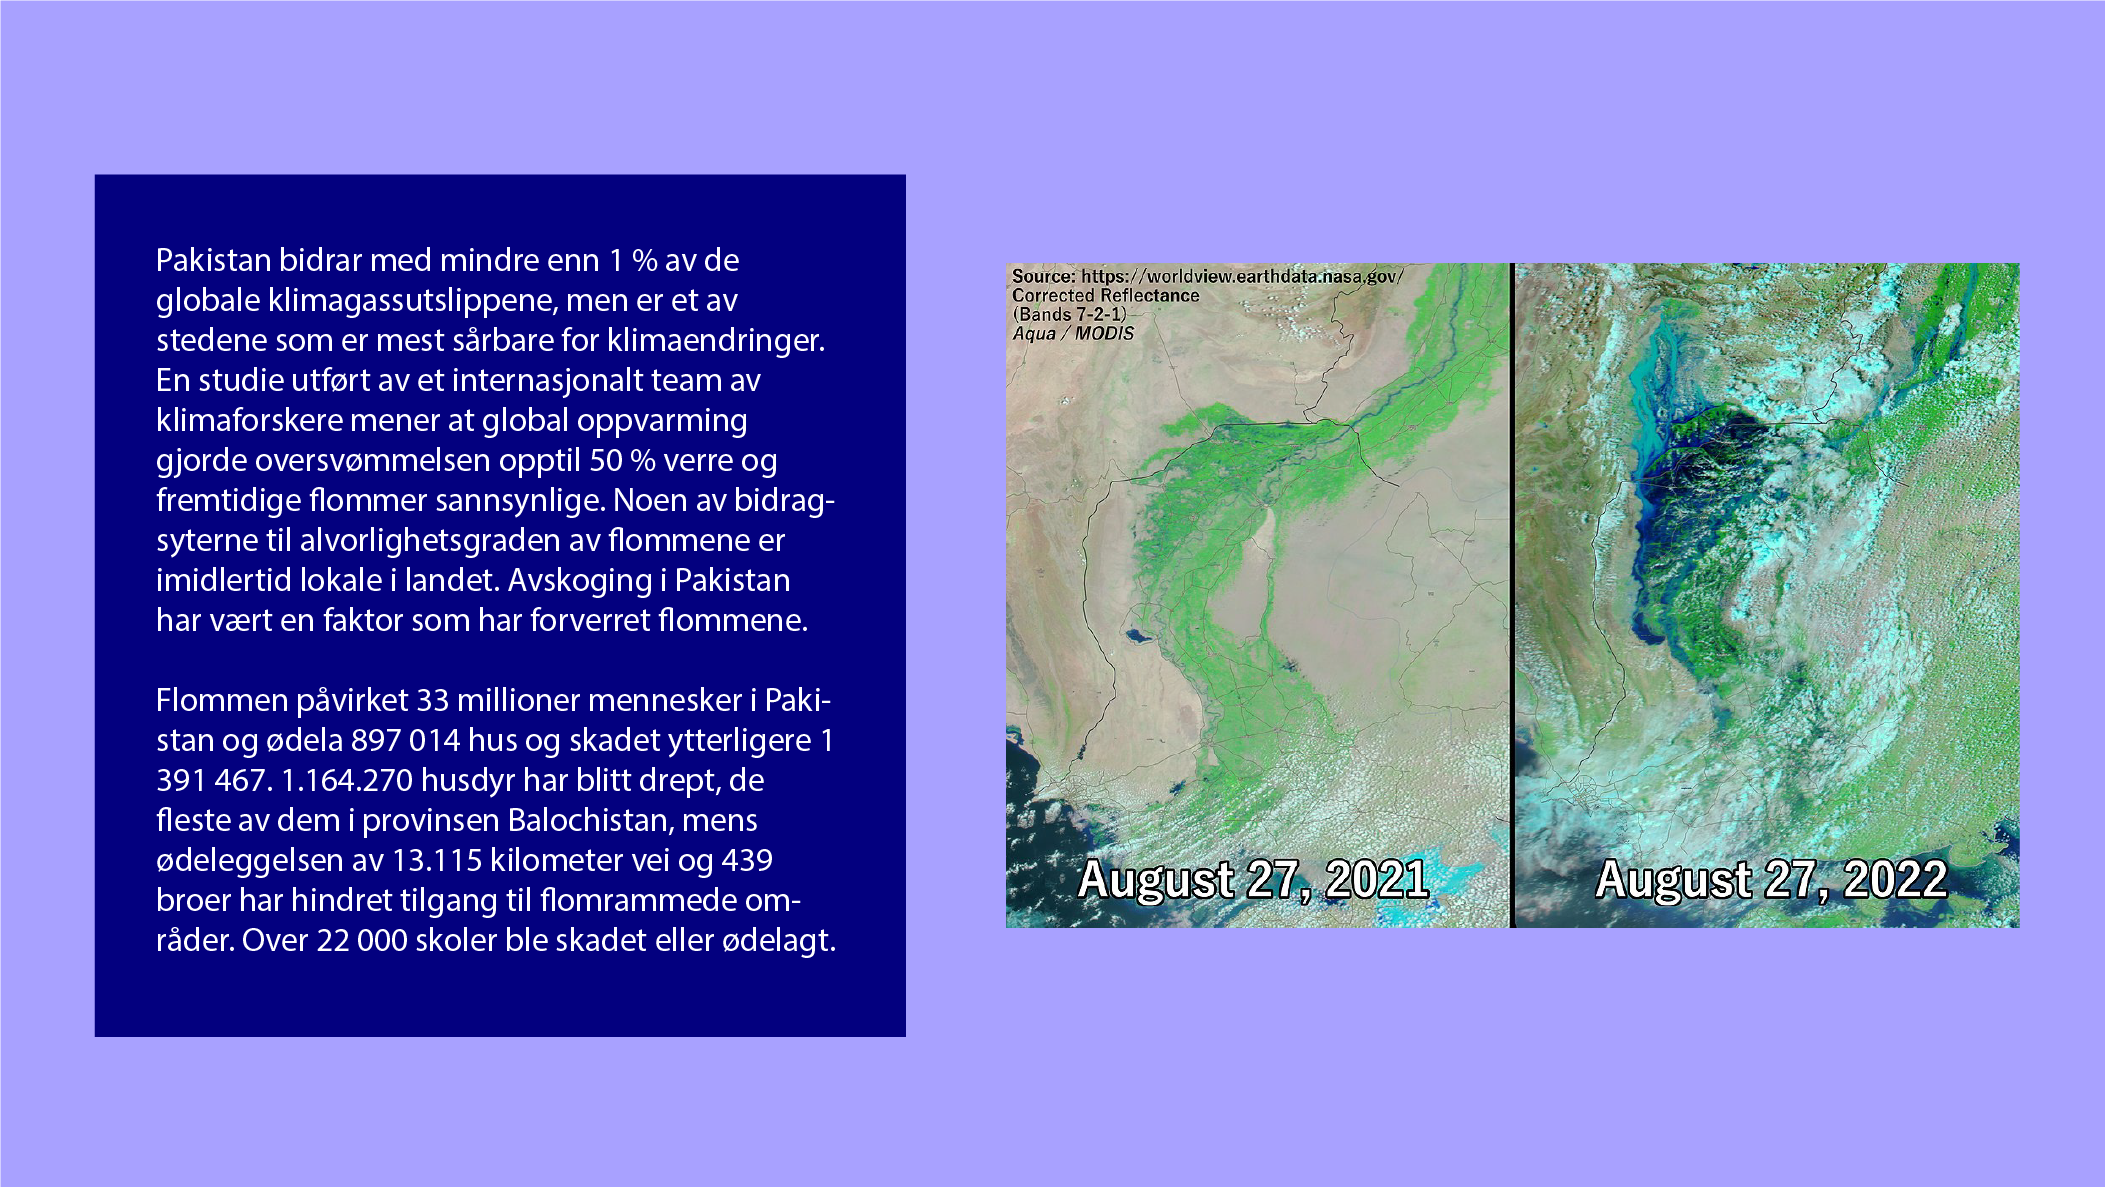 Pakistan bidrar med mindre enn 1 % av de
globale klimagassutslippene, men er et av
stedene som er mest sårbare for klimaendringer.
En studie utført av et internasjonalt team av
klimaforskere mener at global oppvarming
gjorde oversvømmelsen opptil 50 % verre og
fremtidige flommer sannsynlige. Noen av bidrag-
syterne til alvorlighetsgraden av flommene er
imidlertid lokale i landet. Avskoging i Pakistan
har vært en faktor som har forverret flommene.
Flommen påvirket 33 millioner mennesker i Paki-
stan og ødela 897 014 hus og skadet ytterligere 1
391 467. 1.164.270 husdyr har blitt drept, de
fleste av dem i provinsen Balochistan, mens
ødeleggelsen av 13.115 kilometer vei og 439
broer har hindret tilgang til flomrammede om-
råder. Over 22 000 skoler ble skadet eller ødelagt.
Source: https://worldview.earthdata.nasa.gov/
Corrected Reflectance
(Bands 7-2-1)
Aqua / MODIS
August 27, 2021
August 27, 2022